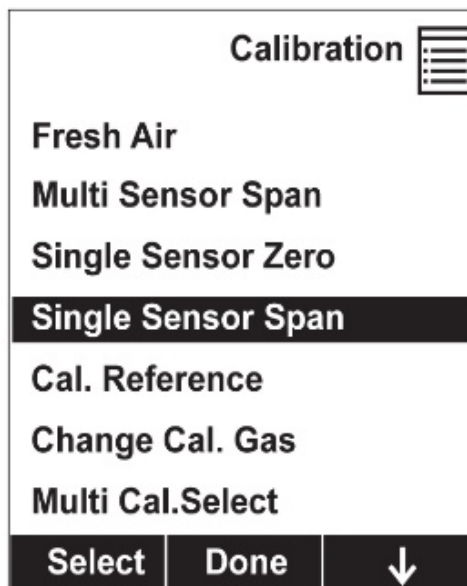 Calibration
Fresh Air
Multi Sensor Span
Single Sensor Zero
Single Sensor Span
Cal. Reference
Change Cal. Gas
Multi Cal.Select
Select Done ↓